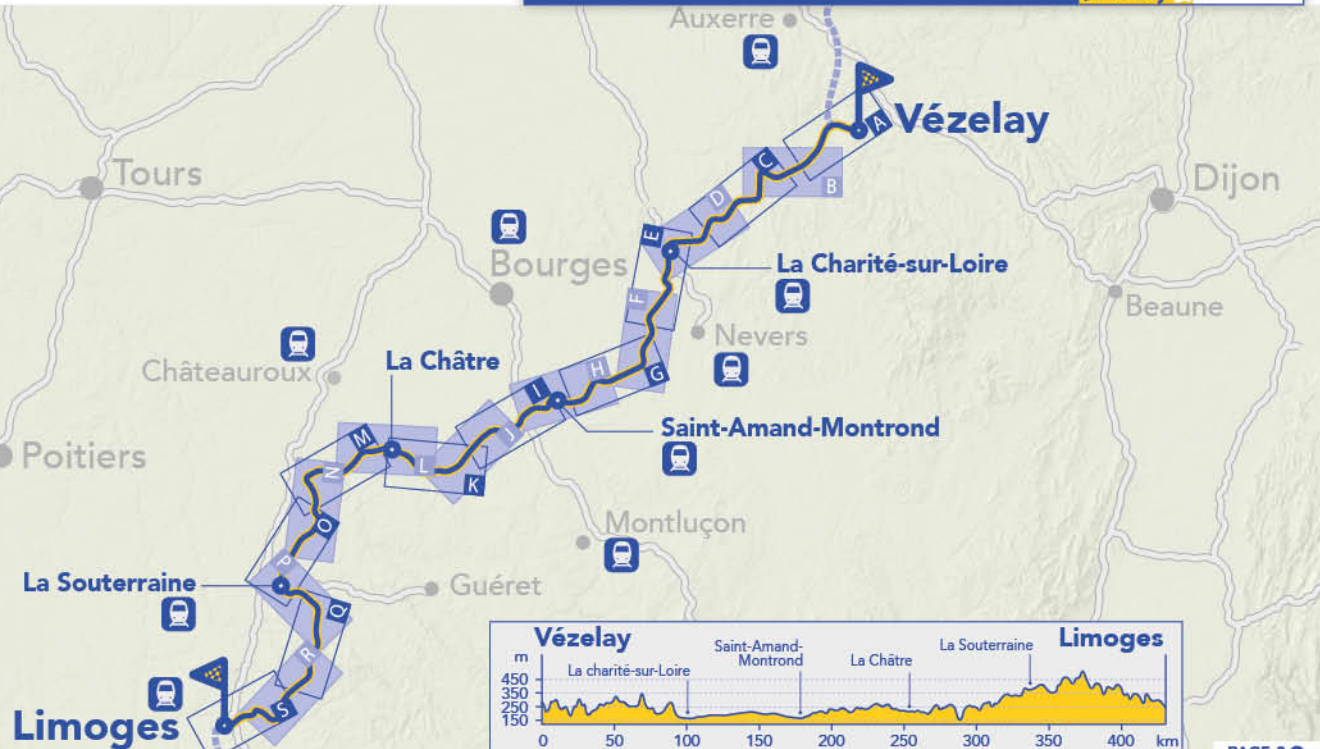 Auxerre
A
Vézelay
C
B
Tours
Dijon
D
E
Bourges
La Charité-sur-Loire
F
Beaune
Nevers
Châteauroux
La Châtre
H
G
I
Saint-Amand-Montrond
J
M
Poitiers
L
K
N
O
Montluçon
P
La Souterraine
Guéret
Q
R
S
Limoges
Vézelay
Limoges
Saint-Amand-
Montrond
La Souterraine
La Châtre
La charité-sur-Loire
m
450
350
250
150
0 50 100 150 200 250 300 350 400 km